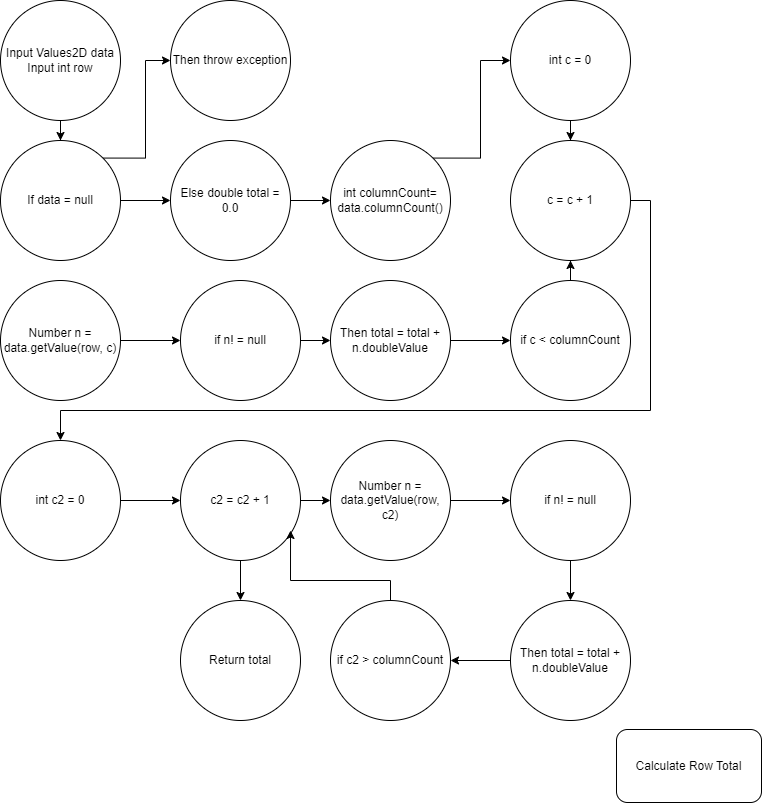 Input Values2D data
Input int row
Then throw exception
int c = 0
If data = null
Else double total =
0.0
int columnCount=
data.columnCount()
c = c + 1
Number n =
data.getValue(row, c)
if n! = null
Then total = total +
n.doubleValue
if c < columnCount
int c2 = 0
c2 = c2 + 1
Number n =
data.getValue(row,
c2)
if n! = null
Return total
if c2 > columnCount
Then total = total +
n.doubleValue
Calculate Row Total